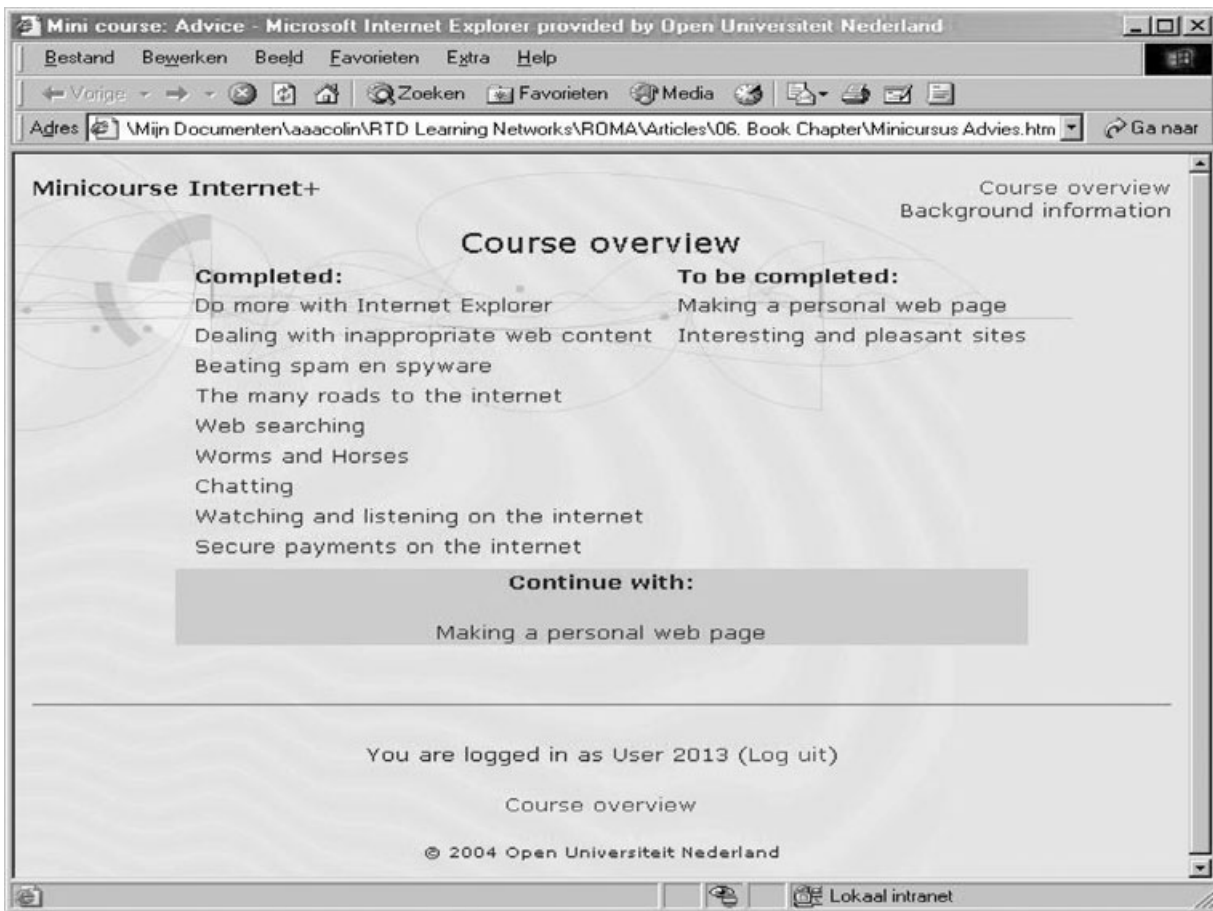 Mini course: Advice - Microsoft Internet Explorer provided by Open Universiteit Nederland
Bestand Bewerken Beeld Favorieten Extra Help
Vorige Zoeken Favorieten Media
Adres \Mijn Documenten\aaacolin\RTD Learning Networks\ROMA\Articles\06. Book Chapter\Minicursus Advies.htm Ga naar
Minicourse Internet+
Course overview
Background information
Course overview
Completed: To be completed:
Do more with Internet Explorer Making a personal web page
Dealing with inappropriate web content Interesting and pleasant sites
Beating spam en spyware
The many roads to the internet
Web searching
Worms and Horses
Chatting
Watching and listening on the internet
Secure payments on the internet
Continue with:
Making a personal web page
You are logged in as User 2013 (Log uit)
Course overview
© 2004 Open Universiteit Nederland
Lokaal intranet